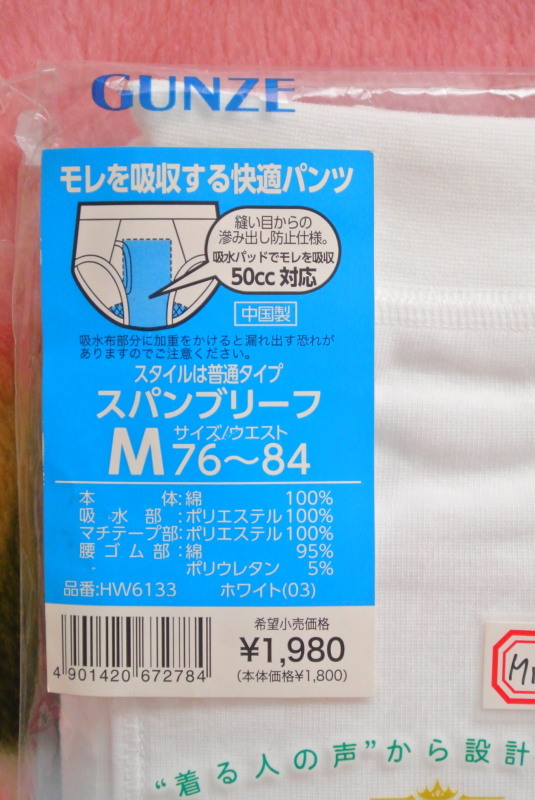 GUNZE
モレを吸収する快適パンツ
縫い目からの
滲み出し防止仕様。
吸水パッドでモレを吸収
50cc 対応
中国製
吸水布部分に加重をかけると漏れ出す恐れが
ありますのでご注意ください。
スタイルは普通タイプ
スパンブリーフ
M サイズ/ウエスト 76〜84
本 体:綿 100%
吸水部:ポリエステル100%
マチテープ部:ポリエステル100%
腰ゴム部:綿 95%
ポリウレタン 5%
品番:HW6133 ホワイト(03)
希望小売価格
¥1,980
(本体価格¥1,800)
4 901420 672784
“着る人の声”から設計